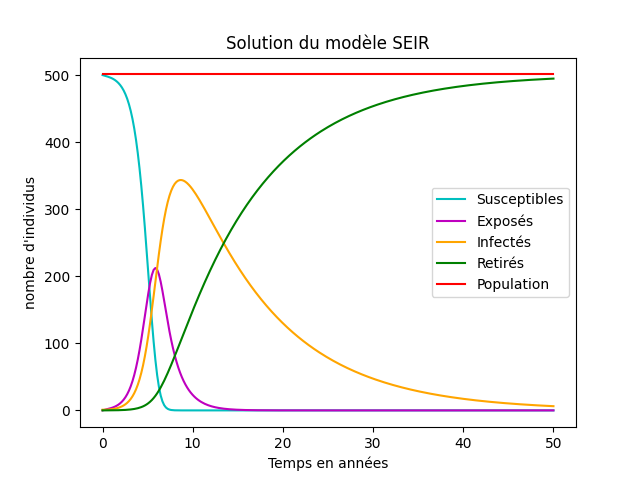 Solution du modèle SEIR
nombre d'individus
500
400
300
200
100
0
Susceptibles
Exposés
Infectés
Retirés
Population
0 10 20 30 40 50
Temps en années